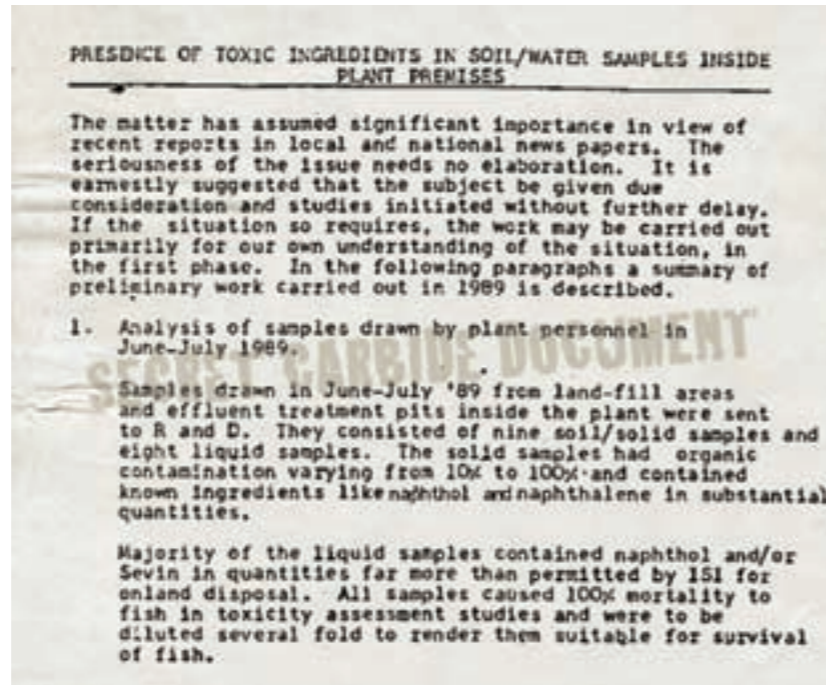 PRESENCE OF TOXIC INGREDIENTS IN SOIL/WATER SAMPLES INSIDE
PLANT PREMISES
The matter has assumed significant importance in view of
recent reports in local and national news papers. The
seriousness of the issue needs no elaboration. It is
earnestly suggested that the subject be given due
consideration and studies initiated without further delay.
If the situation so requires, the work may be carried out
primarily for our own understanding of the situation, in
the first phase. In the following paragraphs a summary of
preliminary work carried out in 1989 is described.
1. Analysis of samples drawn by plant personnel in
June-July 1989.
SECRET CARBIDE DOCUMENT
Samples drawn in June-July '89 from land-fill areas
and effluent treatment pits inside the plant were sent
to R and D. They consisted of nine soil/solid samples and
eight liquid samples. The solid samples had organic
contamination varying from 10% to 100% and contained
known ingredients like naphthol and naphthalene in substantial
quantities.
Majority of the liquid samples contained naphthol and/or
Sevin in quantities far more than permitted by ISI for
onland disposal. All samples caused 100% mortality to
fish in toxicity assessment studies and were to be
diluted several fold to render them suitable for survival
of fish.